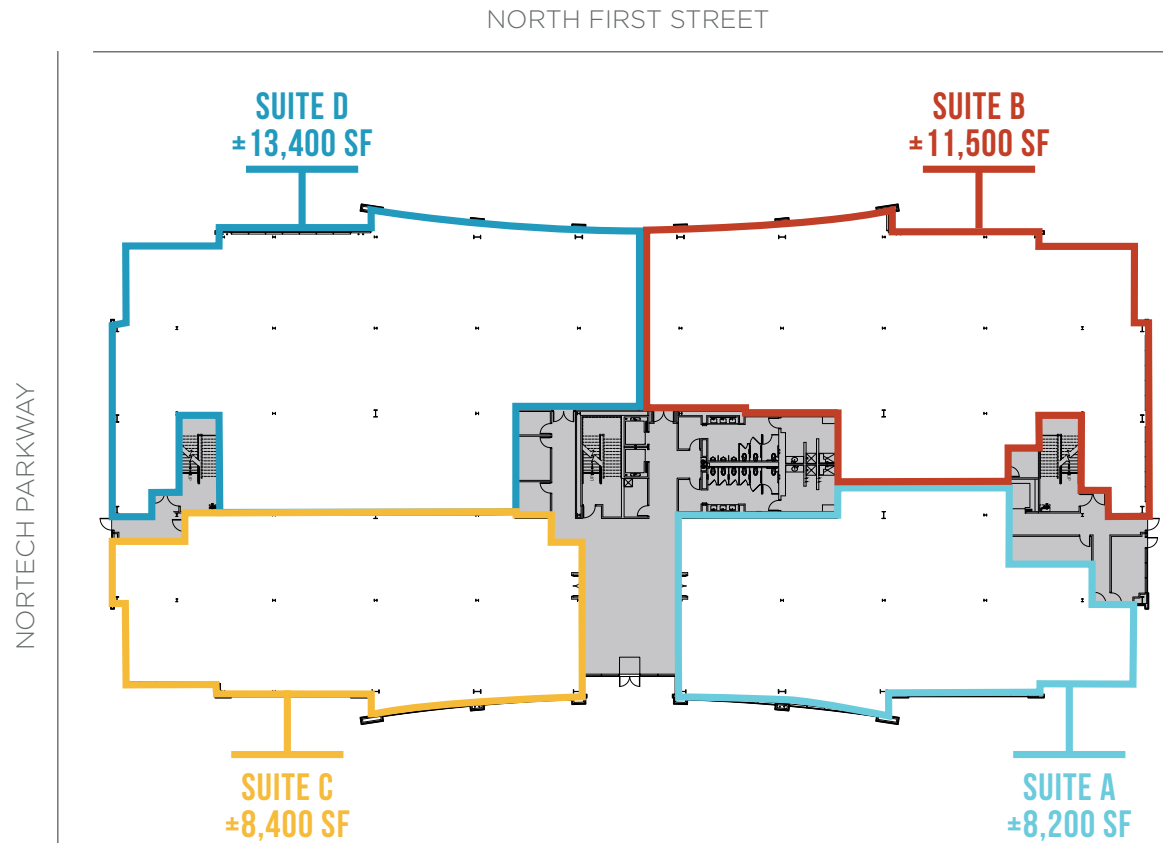 NORTH FIRST STREET
SUITE D
±13,400 SF
SUITE B
±11,500 SF
NORTECH PARKWAY
SUITE C
±8,400 SF
SUITE A
±8,200 SF